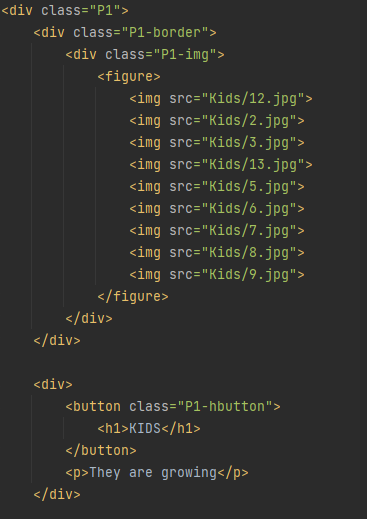 <div class="P1">
    <div class="P1-border">
        <div class="P1-img">
            <figure>
                <img src="Kids/12.jpg">
                <img src="Kids/2.jpg">
                <img src="Kids/3.jpg">
                <img src="Kids/13.jpg">
                <img src="Kids/5.jpg">
                <img src="Kids/6.jpg">
                <img src="Kids/7.jpg">
                <img src="Kids/8.jpg">
                <img src="Kids/9.jpg">
            </figure>
        </div>
    </div>

    <div>
        <button class="P1-hbutton">
            <h1>KIDS</h1>
        </button>
        <p>They are growing</p>
    </div>